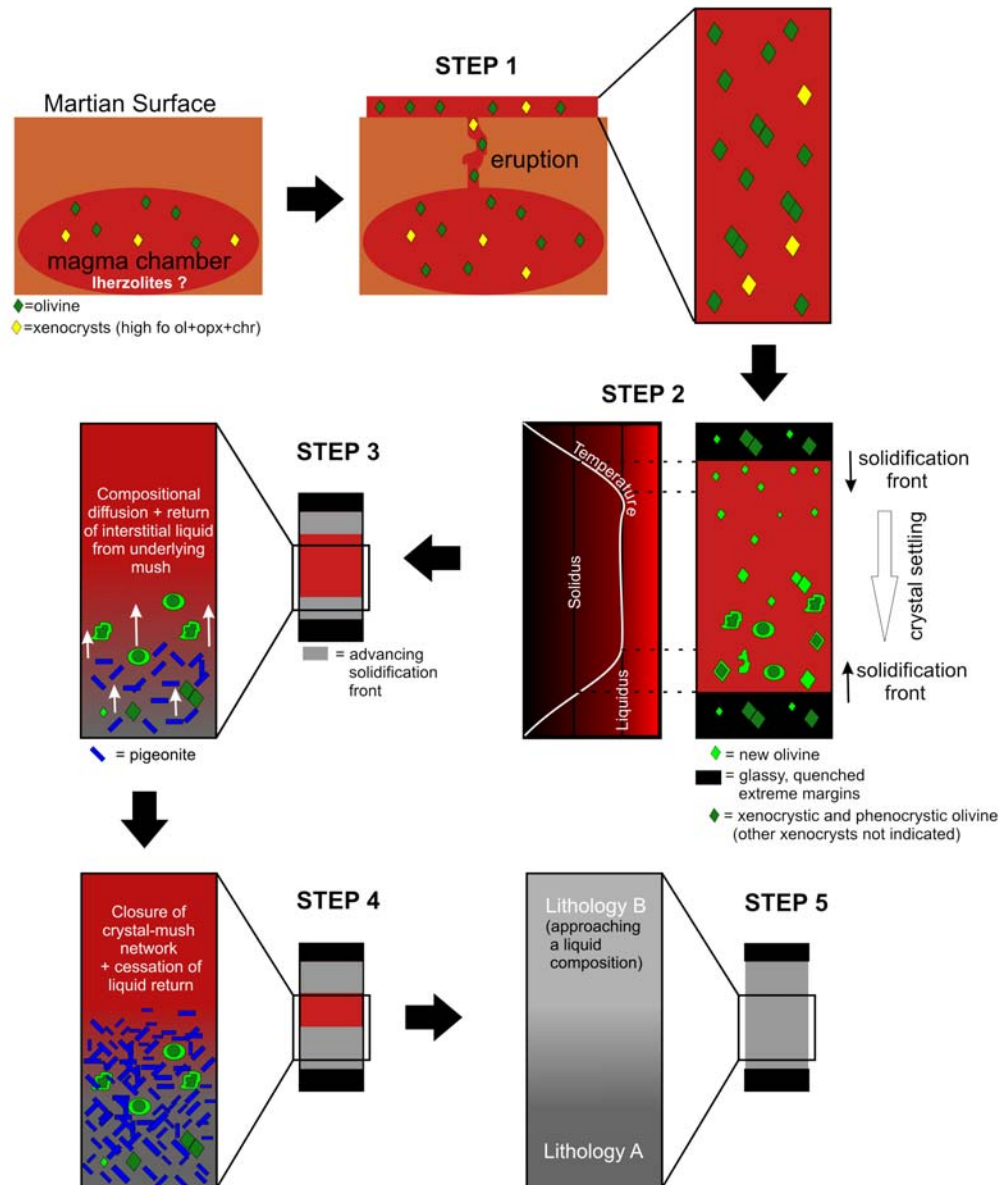 Martian Surface
magma chamber
lherzolites ?
=olivine
=xenocrysts (high fo ol+opx+chr)
STEP 1
eruption
STEP 2
Temperature
Solidus
Liquidus
solidification
front
crystal settling
solidification
front
= new olivine
= glassy, quenched
extreme margins
= xenocrystic and phenocrystic olivine
(other xenocrysts not indicated)
STEP 3
Compositional
diffusion + return
of interstitial liquid
from underlying
mush
= advancing
solidification
front
= pigeonite
STEP 4
Closure of
crystal-mush
network
+ cessation of
liquid return
STEP 5
Lithology B
(approaching
a liquid
composition)
Lithology A